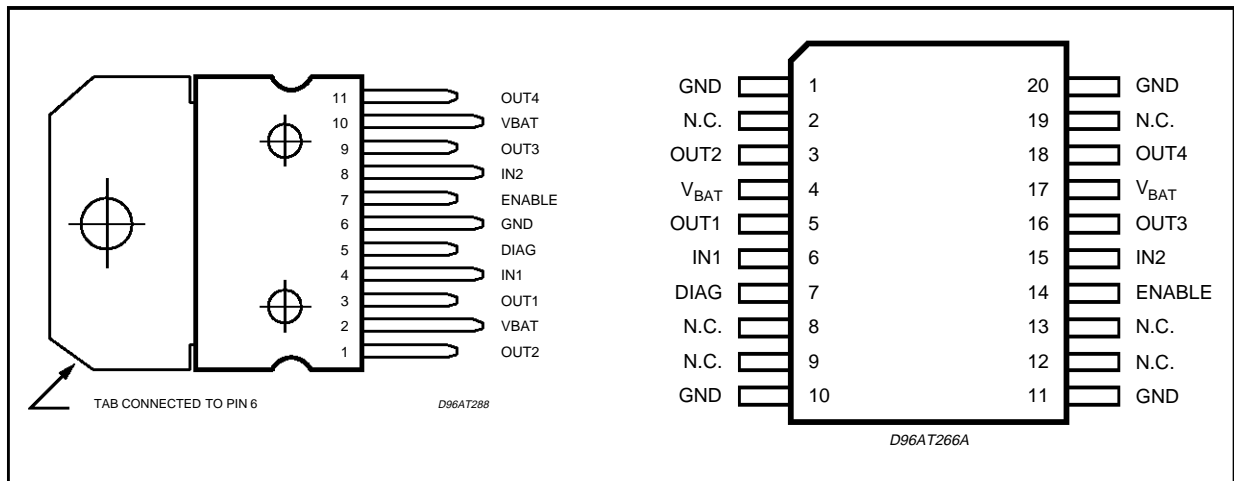 11 OUT4
10 VBAT
9 OUT3
8 IN2
7 ENABLE
6 GND
5 DIAG
4 IN1
3 OUT1
2 VBAT
1 OUT2
TAB CONNECTED TO PIN 6
D96AT288
GND 1 20 GND
N.C. 2 19 N.C.
OUT2 3 18 OUT4
VBAT 4 17 VBAT
OUT1 5 16 OUT3
IN1 6 15 IN2
DIAG 7 14 ENABLE
N.C. 8 13 N.C.
N.C. 9 12 N.C.
GND 10 11 GND
D96AT266A